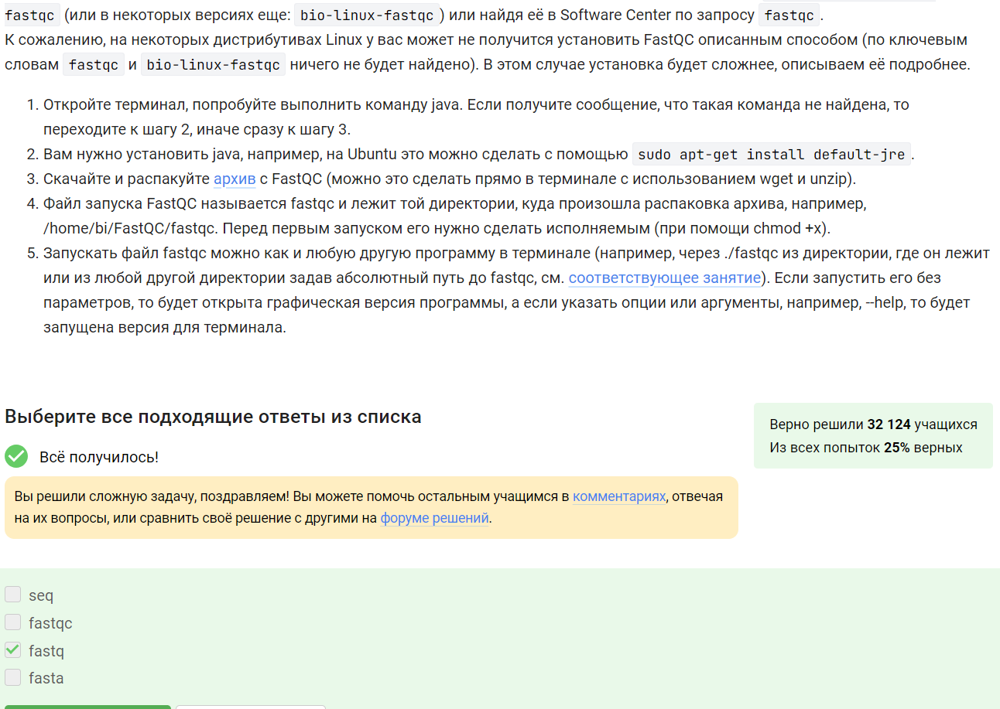 fastqc (или в некоторых версиях еще: bio-linux-fastqc) или найдя её в Software Center по запросу fastqc.
К сожалению, на некоторых дистрибутивах Linux у вас может не получится установить FastQC описанным способом (по ключевым
словам fastqc и bio-linux-fastqc ничего не будет найдено). В этом случае установка будет сложнее, описываем её подробнее.
1. Откройте терминал, попробуйте выполнить команду java. Если получите сообщение, что такая команда не найдена, то
переходите к шагу 2, иначе сразу к шагу 3.
2. Вам нужно установить java, например, на Ubuntu это можно сделать с помощью sudo apt-get install default-jre.
3. Скачайте и распакуйте архив с FastQC (можно это сделать прямо в терминале с использованием wget и unzip).
4. Файл запуска FastQC называется fastqc и лежит той директории, куда произошла распаковка архива, например,
/home/bi/FastQC/fastqc. Перед первым запуском его нужно сделать исполняемым (при помощи chmod +x).
5. Запускать файл fastqc можно как и любую другую программу в терминале (например, через ./fastqc из директории, где он лежит
или из любой другой директории задав абсолютный путь до fastqc, см. соответствующее занятие). Если запустить его без
параметров, то будет открыта графическая версия программы, а если указать опции или аргументы, например, --help, то будет
запущена версия для терминала.
Выберите все подходящие ответы из списка
Верно решили 32 124 учащихся
Из всех попыток 25% верных
Всё получилось!
Вы решили сложную задачу, поздравляем! Вы можете помочь остальным учащимся в комментариях, отвечая
на их вопросы, или сравнить своё решение с другими на форуме решений.
seq
fastqc
fastq
fasta